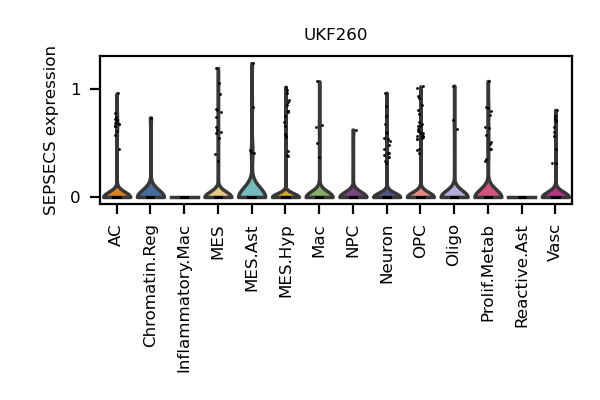 UKF260
SEPSECS expression
1
0
AC
Chromatin.Reg
Inflammatory.Mac
MES
MES.Ast
MES.Hyp
Mac
NPC
Neuron
OPC
Oligo
Prolif.Metab
Reactive.Ast
Vasc